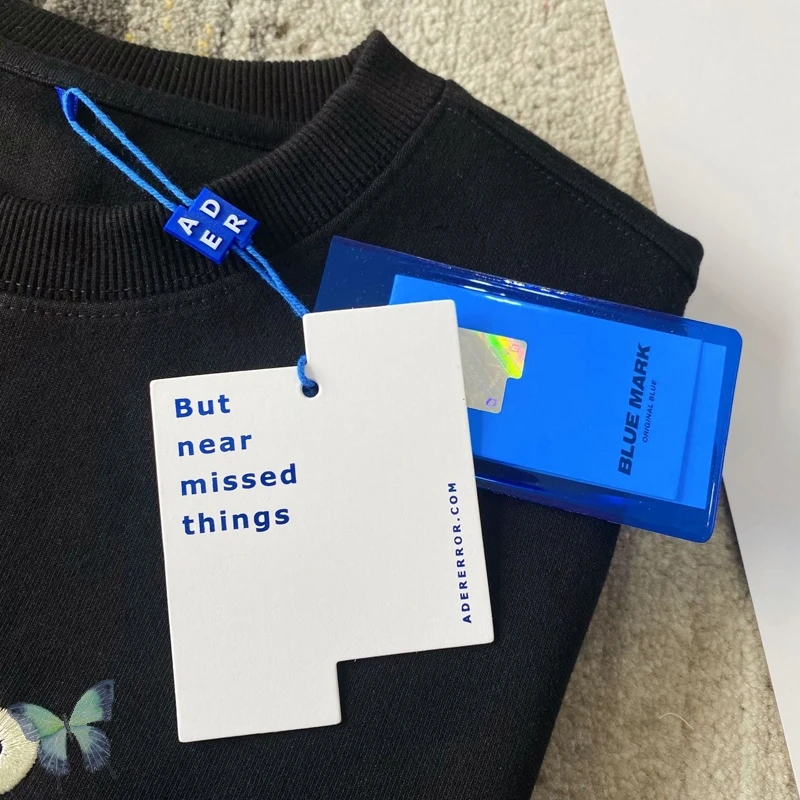 AD
ER
But
near
missed
things
ADERERROR.COM
BLUE MARK
ORIGINAL BLUE